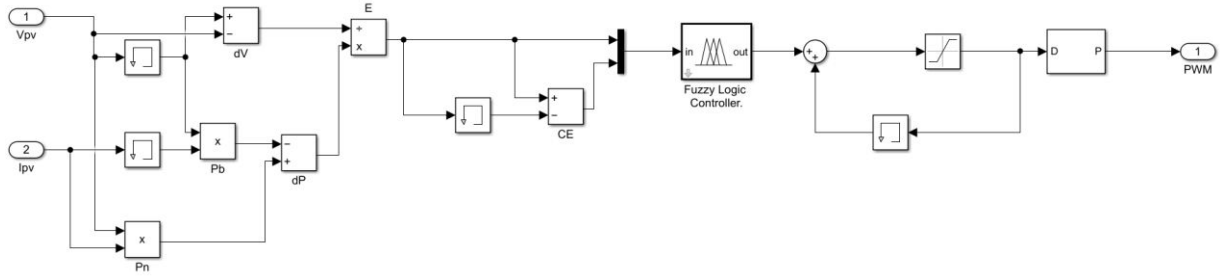 E
1
Vpv
+
−
dV
÷
x
+
−
CE
in
out
Fuzzy Logic
Controller.
+
+
D
P
1
PWM
2
Ipv
x
Pb
−
+
dP
x
Pn